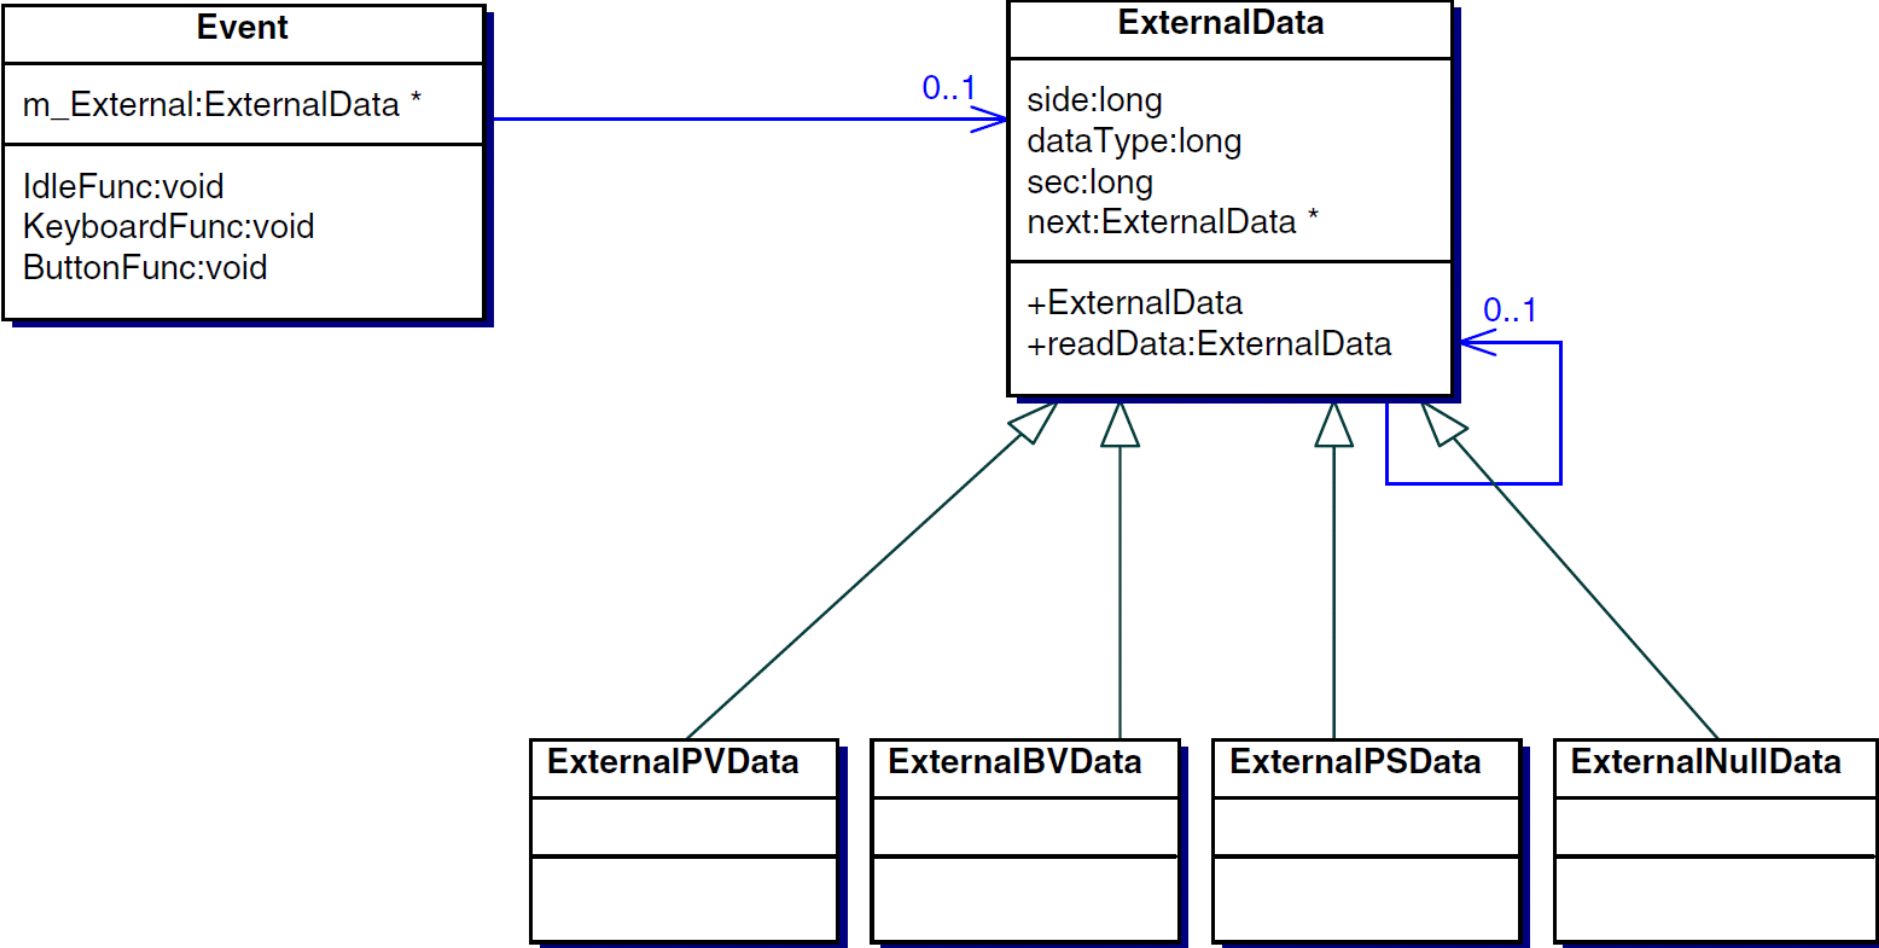 Event
m_External:ExternalData *
IdleFunc:void
KeyboardFunc:void
ButtonFunc:void
0..1
ExternalData
side:long
dataType:long
sec:long
next:ExternalData *
+ExternalData
+readData:ExternalData
0..1
ExternalPVData
ExternalBVData
ExternalPSData
ExternalNullData